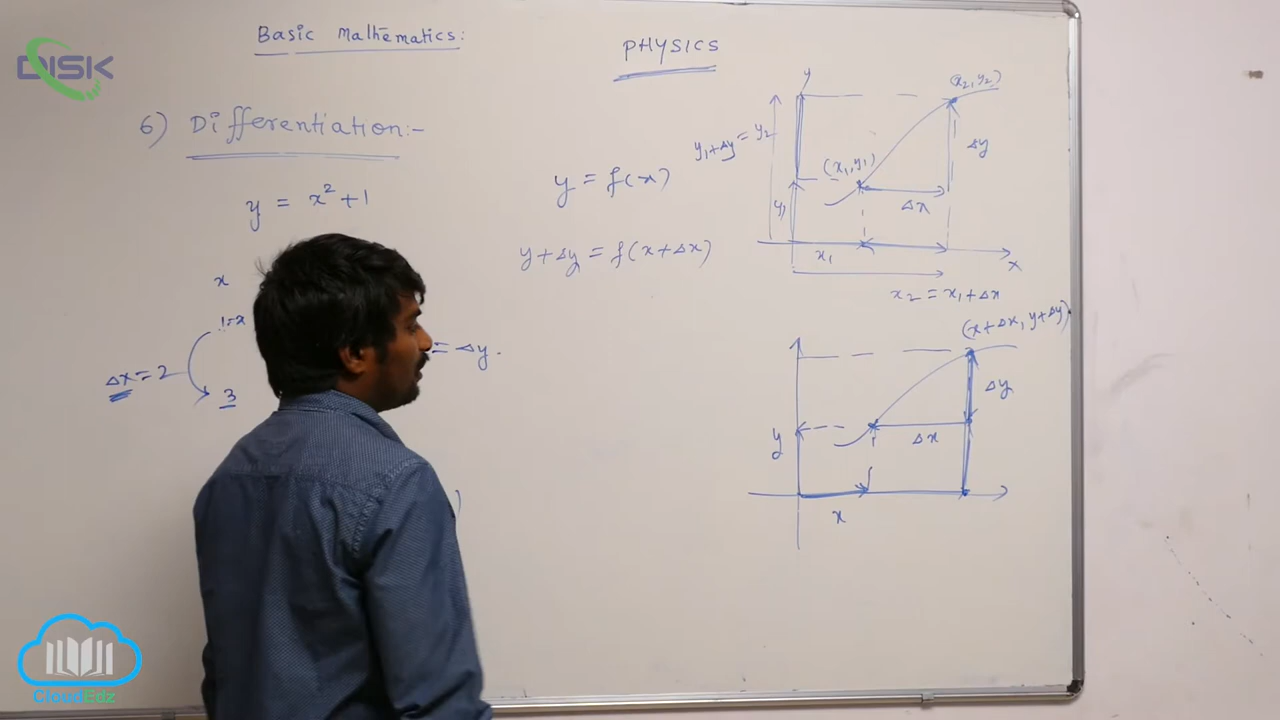 DISK
Basic Mathematics:
PHYSICS
6) Differentiation:-
y = x² + 1
x
1=x
Δx = 2
3
= Δy.
y = f(x)
y+Δy = f(x+Δx)
y
(x₂, y₂)
y₁+Δy = y₂
(x₁, y₁)
Δy
y₁
Δx
x₁
x
x₂ = x₁+Δx
(x+Δx, y+Δy)
Δy
y
Δx
x
CloudEdz